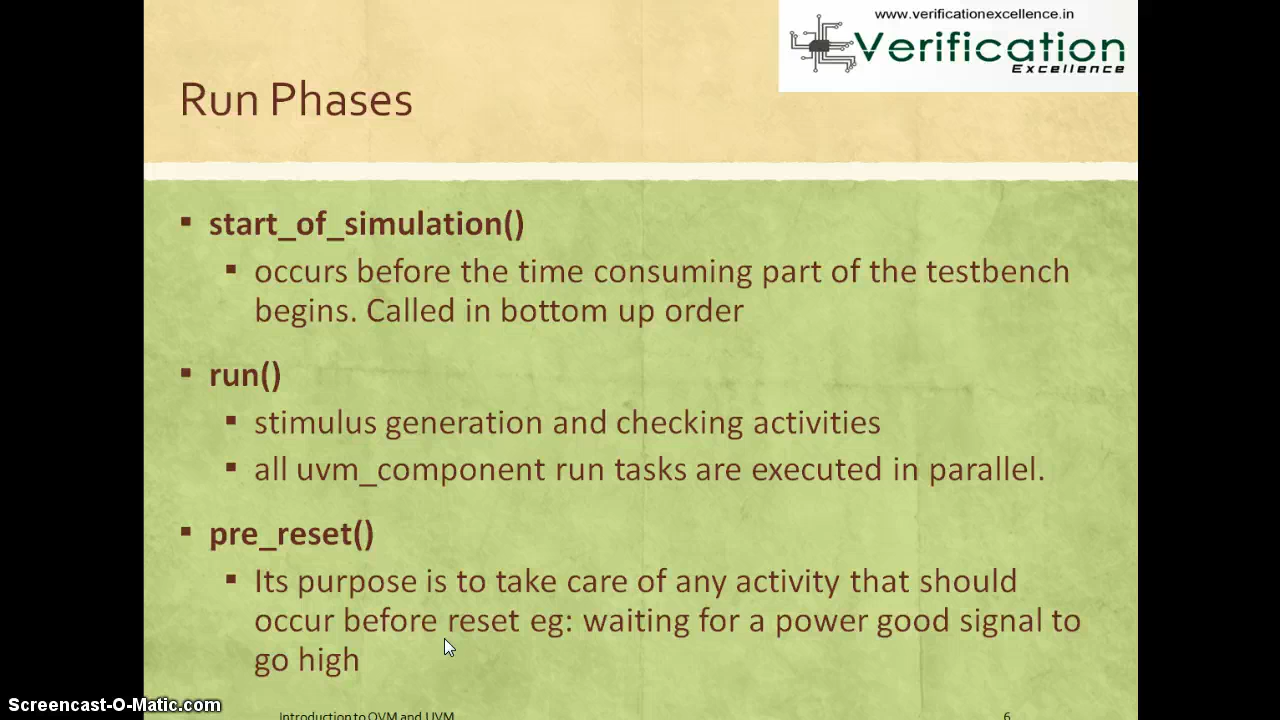 www.verificationexcellence.in
Verification
Excellence
Run Phases
▪ start_of_simulation()
▪ occurs before the time consuming part of the testbench
begins. Called in bottom up order
▪ run()
▪ stimulus generation and checking activities
▪ all uvm_component run tasks are executed in parallel.
▪ pre_reset()
▪ Its purpose is to take care of any activity that should
occur before reset eg: waiting for a power good signal to
go high
Screencast-O-Matic.com
Introduction to OVM and UVM
6